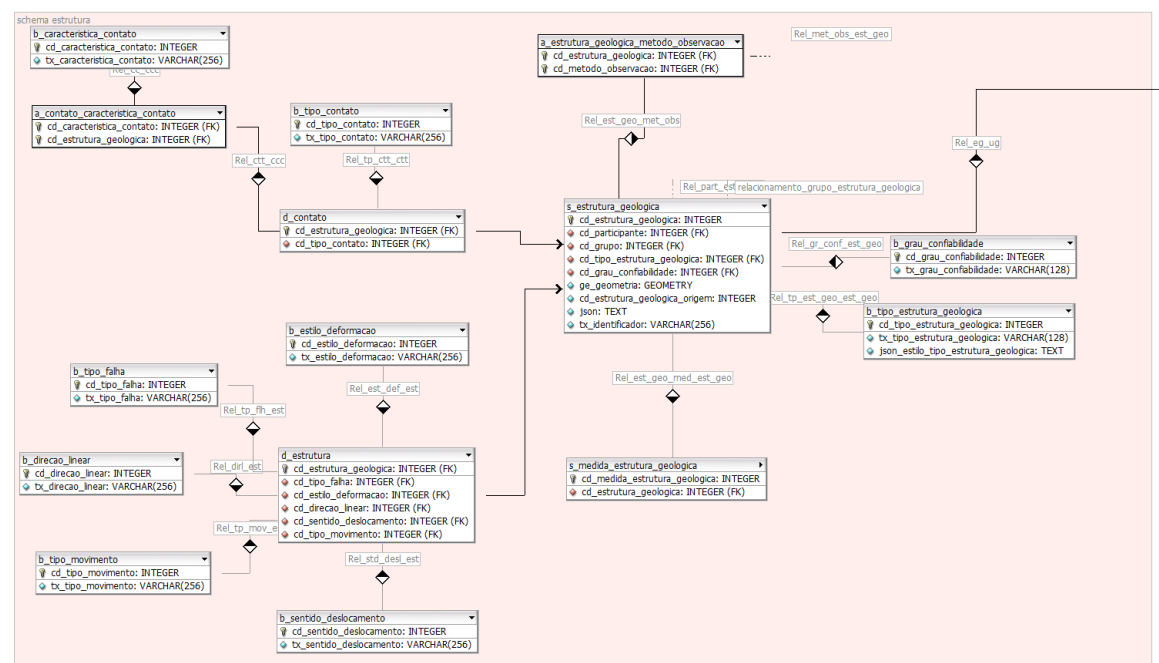 schema estrutura
b_caracteristica_contato
cd_caracteristica_contato: INTEGER
tx_caracteristica_contato: VARCHAR(256)
Rel_cc_ccc
a_contato_caracteristica_contato
cd_caracteristica_contato: INTEGER (FK)
cd_estrutura_geologica: INTEGER (FK)
Rel_ctt_ccc
b_tipo_contato
cd_tipo_contato: INTEGER
tx_tipo_contato: VARCHAR(256)
Rel_tp_ctt_ctt
d_contato
cd_estrutura_geologica: INTEGER (FK)
cd_tipo_contato: INTEGER (FK)
a_estrutura_geologica_metodo_observacao
cd_estrutura_geologica: INTEGER (FK)
cd_metodo_observacao: INTEGER (FK)
Rel_met_obs_est_geo
Rel_est_geo_met_obs
Rel_eg_ug
Rel_part_est
relacionamento_grupo_estrutura_geologica
s_estrutura_geologica
cd_estrutura_geologica: INTEGER
cd_participante: INTEGER (FK)
cd_grupo: INTEGER (FK)
cd_tipo_estrutura_geologica: INTEGER (FK)
cd_grau_confiabilidade: INTEGER (FK)
ge_geometria: GEOMETRY
cd_estrutura_geologica_origem: INTEGER
json: TEXT
tx_identificador: VARCHAR(256)
Rel_gr_conf_est_geo
b_grau_confiabilidade
cd_grau_confiabilidade: INTEGER
tx_grau_confiabilidade: VARCHAR(128)
Rel_tp_est_geo_est_geo
b_tipo_estrutura_geologica
cd_tipo_estrutura_geologica: INTEGER
tx_tipo_estrutura_geologica: VARCHAR(128)
json_estilo_tipo_estrutura_geologica: TEXT
b_estilo_deformacao
cd_estilo_deformacao: INTEGER
tx_estilo_deformacao: VARCHAR(256)
Rel_est_def_est
b_tipo_falha
cd_tipo_falha: INTEGER
tx_tipo_falha: VARCHAR(256)
Rel_tp_flh_est
b_direcao_linear
cd_direcao_linear: INTEGER
tx_direcao_linear: VARCHAR(256)
Rel_dirl_est
d_estrutura
cd_estrutura_geologica: INTEGER (FK)
cd_tipo_falha: INTEGER (FK)
cd_estilo_deformacao: INTEGER (FK)
cd_direcao_linear: INTEGER (FK)
cd_sentido_deslocamento: INTEGER (FK)
cd_tipo_movimento: INTEGER (FK)
Rel_est_geo_med_est_geo
s_medida_estrutura_geologica
cd_medida_estrutura_geologica: INTEGER
cd_estrutura_geologica: INTEGER (FK)
Rel_tp_mov_e
b_tipo_movimento
cd_tipo_movimento: INTEGER
tx_tipo_movimento: VARCHAR(256)
Rel_std_desl_est
b_sentido_deslocamento
cd_sentido_deslocamento: INTEGER
tx_sentido_deslocamento: VARCHAR(256)